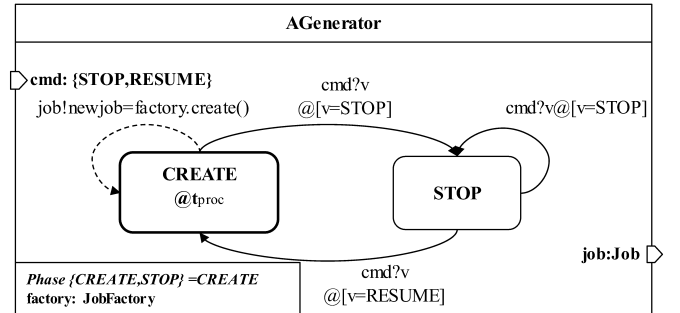 AGenerator
cmd: {STOP,RESUME}
job!newjob=factory.create()
cmd?v
@[v=STOP]
cmd?v@[v=STOP]
CREATE
@tproc
STOP
job:Job
cmd?v
@[v=RESUME]
Phase {CREATE,STOP} =CREATE
factory: JobFactory